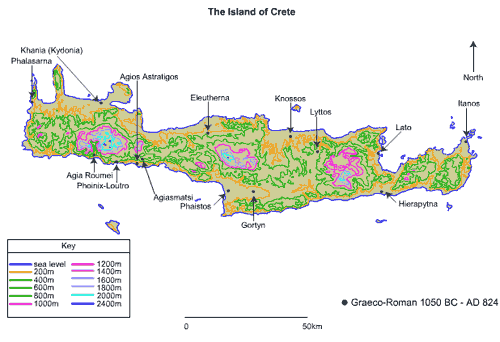 The Island of Crete
Khania (Kydonia)
Phalasarna
Agios Astratigos
Eleutherna
Knossos
Lyttos
North
Itanos
Lato
Agia Roumei
Phoinix-Loutro
Agiasmatsi
Phaistos
Gortyn
Hierapytna
Key
sea level 1200m
200m 1400m
400m 1600m
600m 1800m
800m 2000m
1000m 2400m
Graeco-Roman 1050 BC - AD 824
0 50km